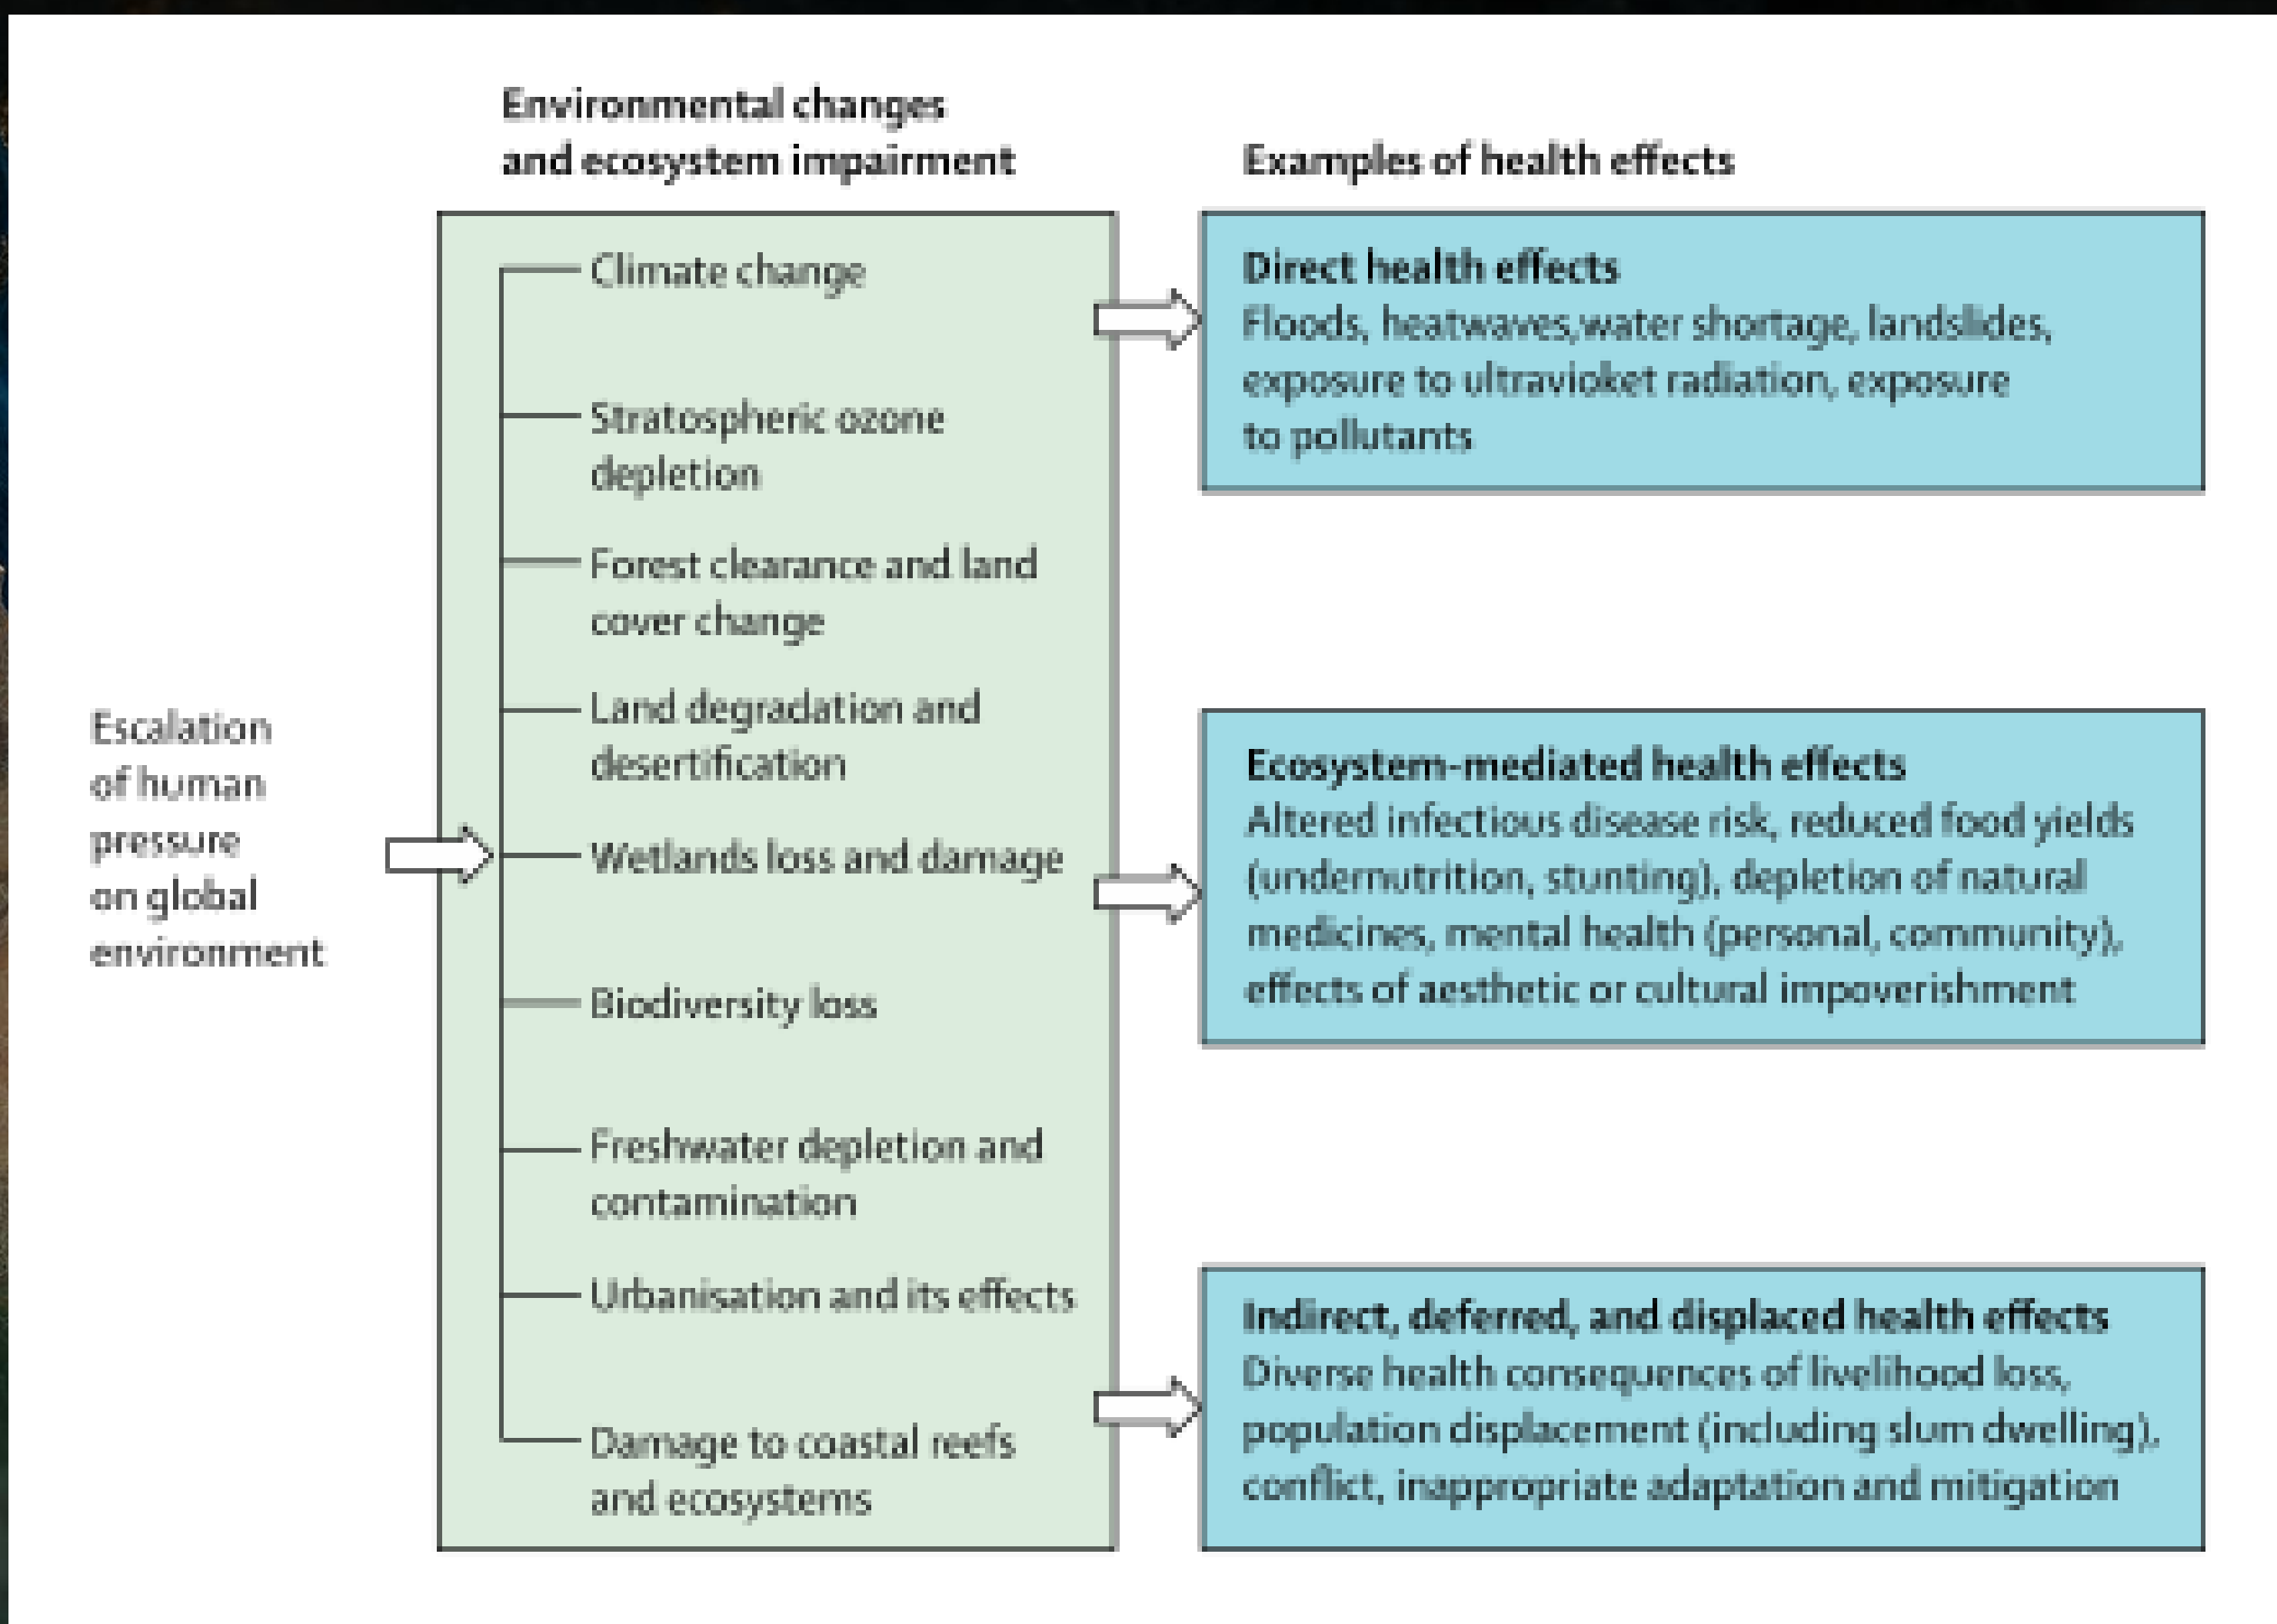 Environmental changes
and ecosystem impairment
Examples of health effects
Escalation
of human
pressure
on global
environment
Climate change
Stratospheric ozone
depletion
Forest clearance and land
cover change
Land degradation and
desertification
Wetlands loss and damage
Biodiversity loss
Freshwater depletion and
contamination
Urbanisation and its effects
Damage to coastal reefs
and ecosystems
Direct health effects
Floods, heatwaves,water shortage, landslides,
exposure to ultravioket radiation, exposure
to pollutants
Ecosystem-mediated health effects
Altered infectious disease risk, reduced food yields
(undernutrition, stunting), depletion of natural
medicines, mental health (personal, community),
effects of aesthetic or cultural impoverishment
Indirect, deferred, and displaced health effects
Diverse health consequences of livelihood loss,
population displacement (including slum dwelling),
conflict, inappropriate adaptation and mitigation